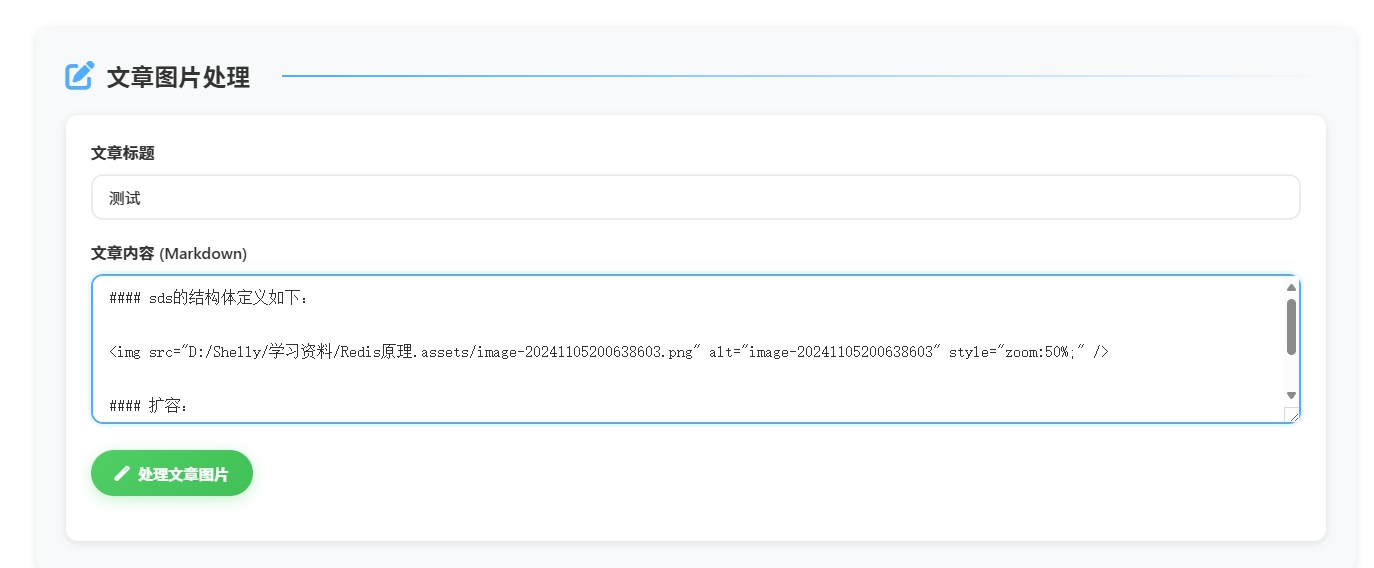 文章图片处理
文章标题
测试
文章内容 (Markdown)
#### sds的结构体定义如下：
<img src="D:/Shelly/学习资料/Redis原理.assets/image-20241105200638603.png" alt="image-20241105200638603" style="zoom:50%;" />
#### 扩容：
处理文章图片